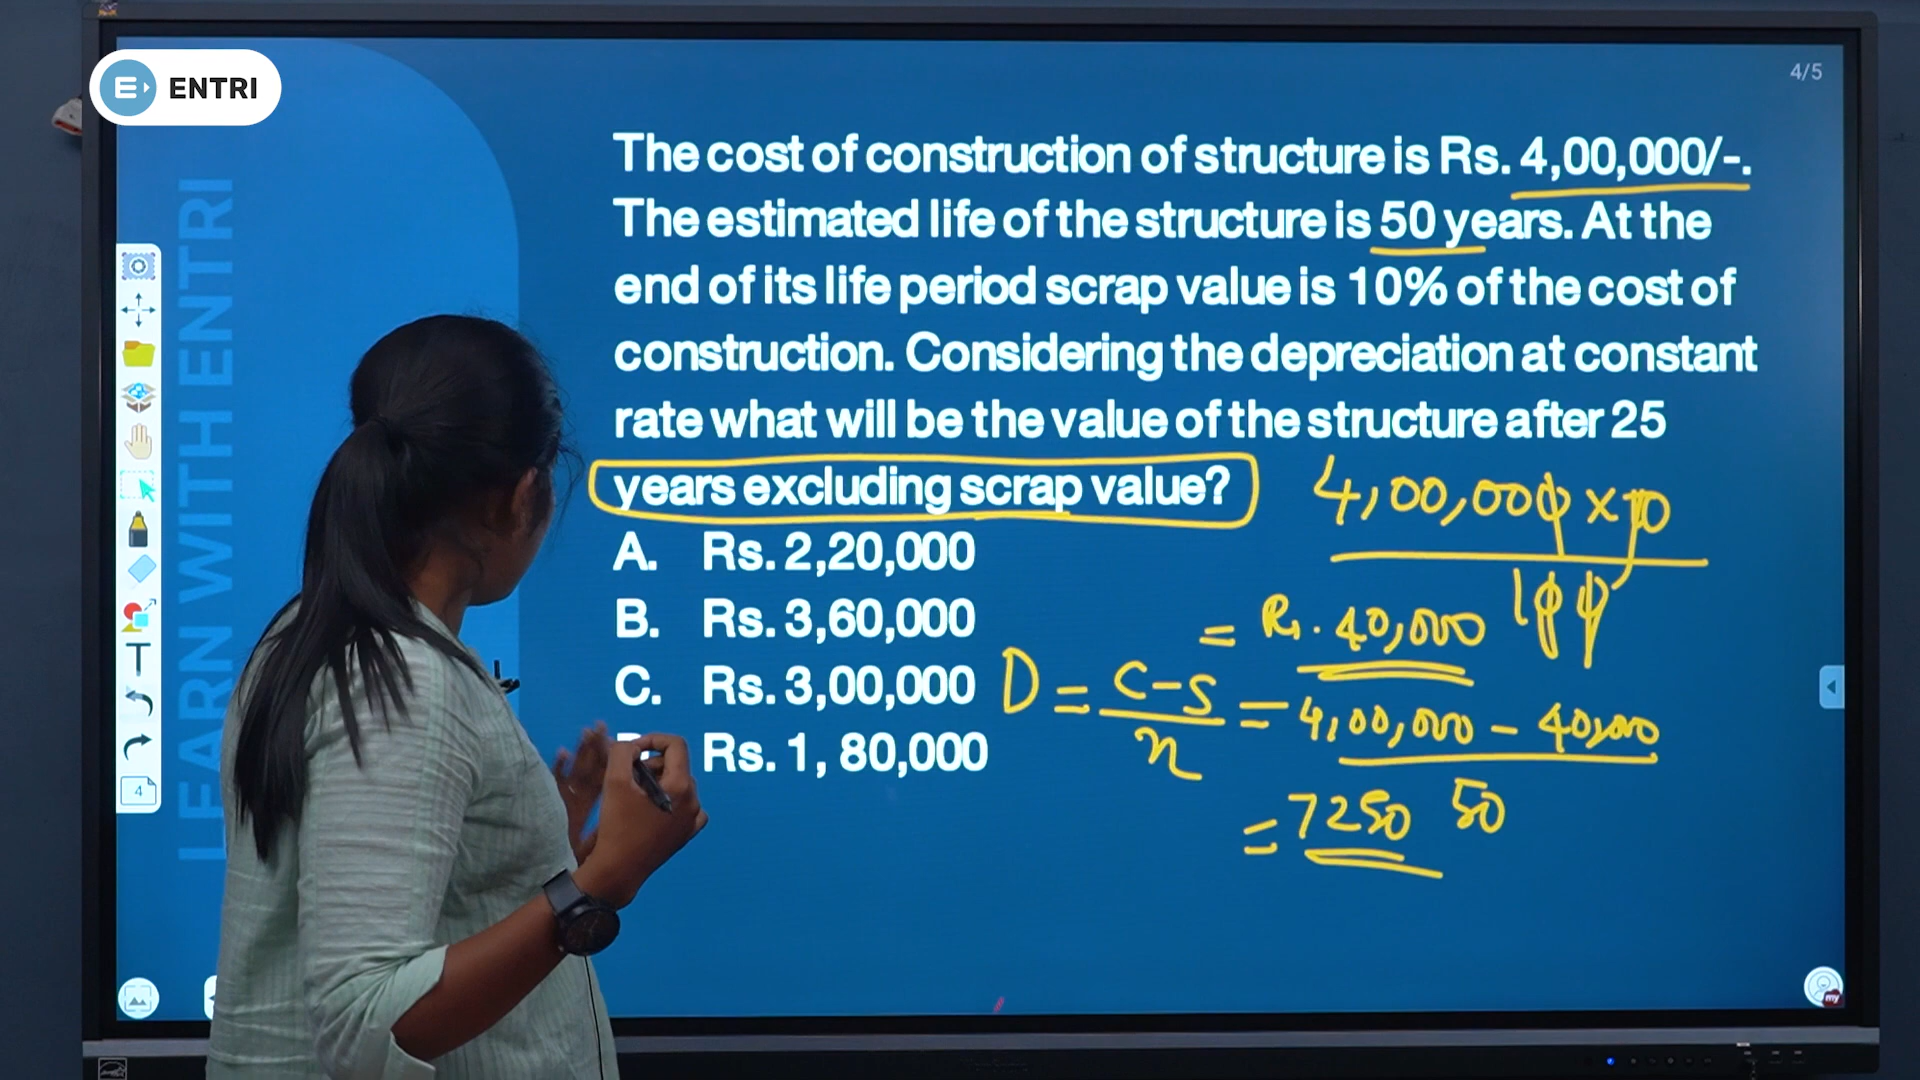 ENTRI
4/5
LEARN WITH ENTRI
The cost of construction of structure is Rs. 4,00,000/-.
The estimated life of the structure is 50 years. At the
end of its life period scrap value is 10% of the cost of
construction. Considering the depreciation at constant
rate what will be the value of the structure after 25
years excluding scrap value?
4,00,000 x 10
100
A. Rs. 2,20,000
B. Rs. 3,60,000
= Rs. 40,000
C. Rs. 3,00,000
D = C-S = 4,00,000 - 40,000
n
50
Rs. 1, 80,000
= 7250
T
4
my